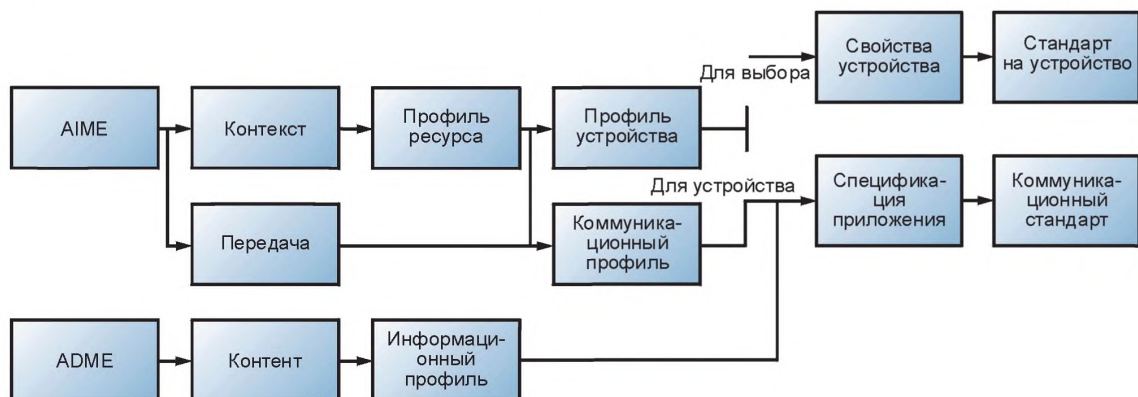 Свойства
устройства
Стандарт
на устройство
Для выбора
AIME
Контекст
Профиль
ресурса
Профиль
устройства
Для устройства
Специфика-
ция
приложения
Коммуника-
ционный
стандарт
Передача
Коммуника-
ционный
профиль
ADME
Контент
Информаци-
онный
профиль